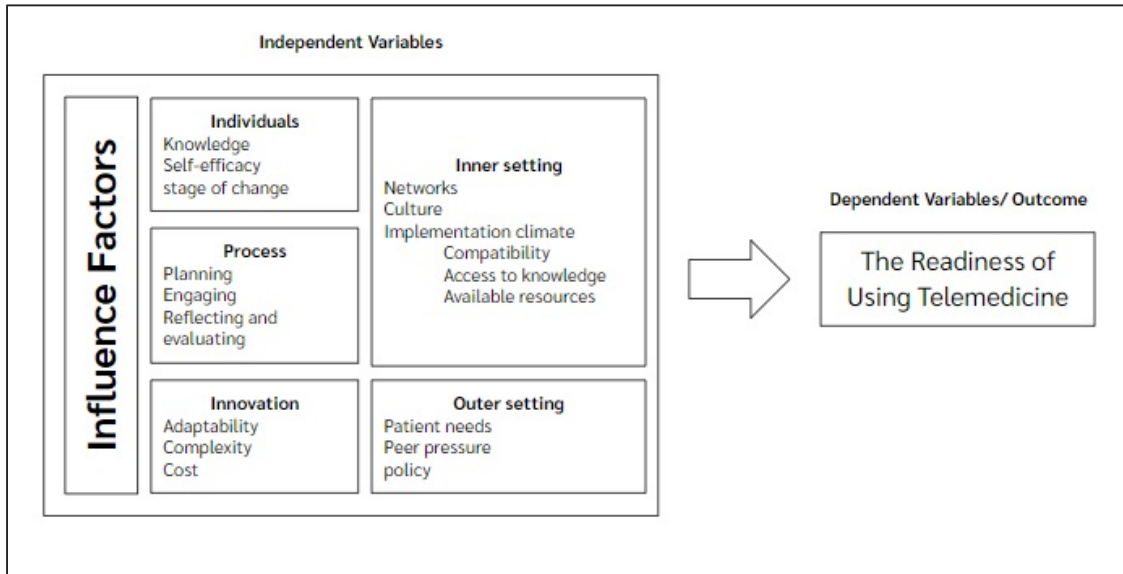 Independent Variables
Influence Factors
Individuals
Knowledge
Self-efficacy
stage of change
Process
Planning
Engaging
Reflecting and
evaluating
Innovation
Adaptability
Complexity
Cost
Inner setting
Networks
Culture
Implementation climate
Compatibility
Access to knowledge
Available resources
Outer setting
Patient needs
Peer pressure
policy
Dependent Variables/ Outcome
The Readiness of
Using Telemedicine